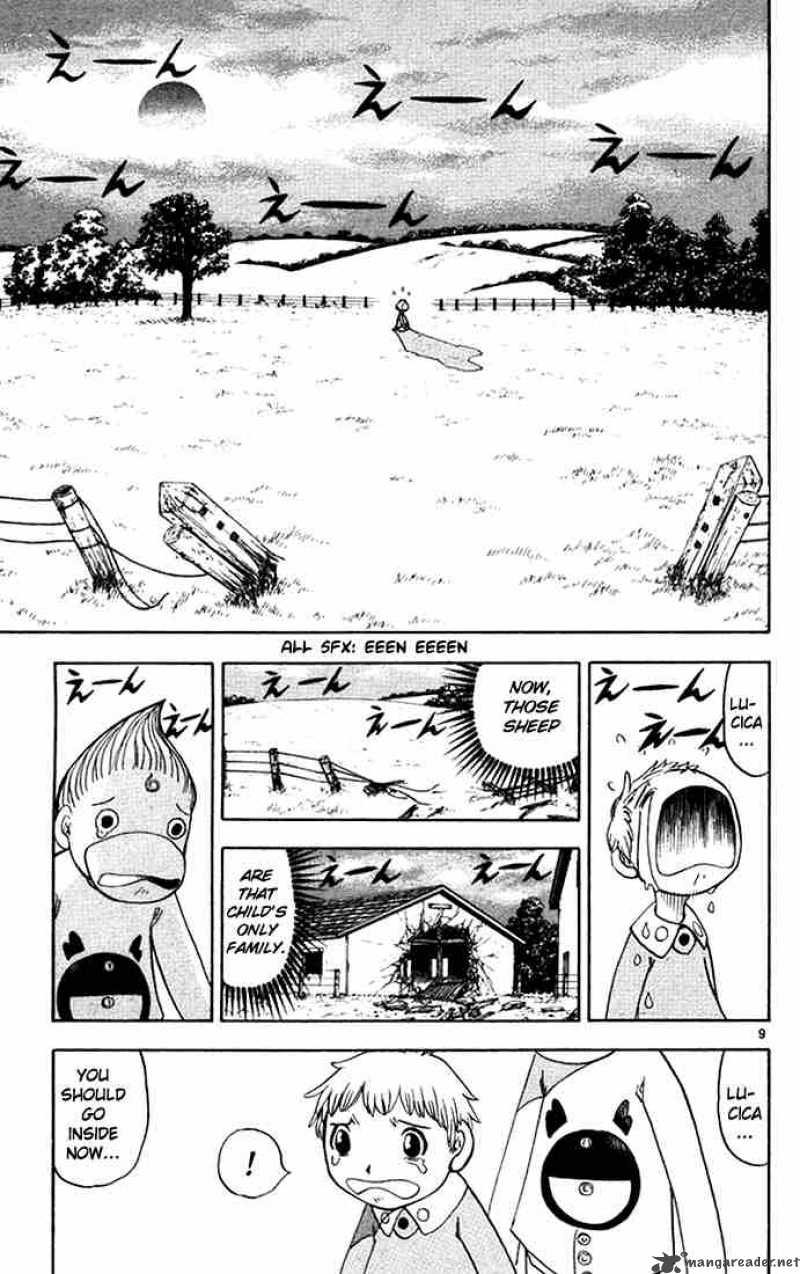 えーん
えーん
えーん
えーん
えーん
ALL SFX: EEEN EEEEN
LU-
CICA
...
えーん
えーん
NOW,
THOSE
SHEEP
えーん
えーん
ARE
THAT
CHILD'S
ONLY
FAMILY.
えーん
えーん
えーん
えーん
9
LU-
CICA
...
!
YOU
SHOULD
GO
INSIDE
NOW...
mangareader.net